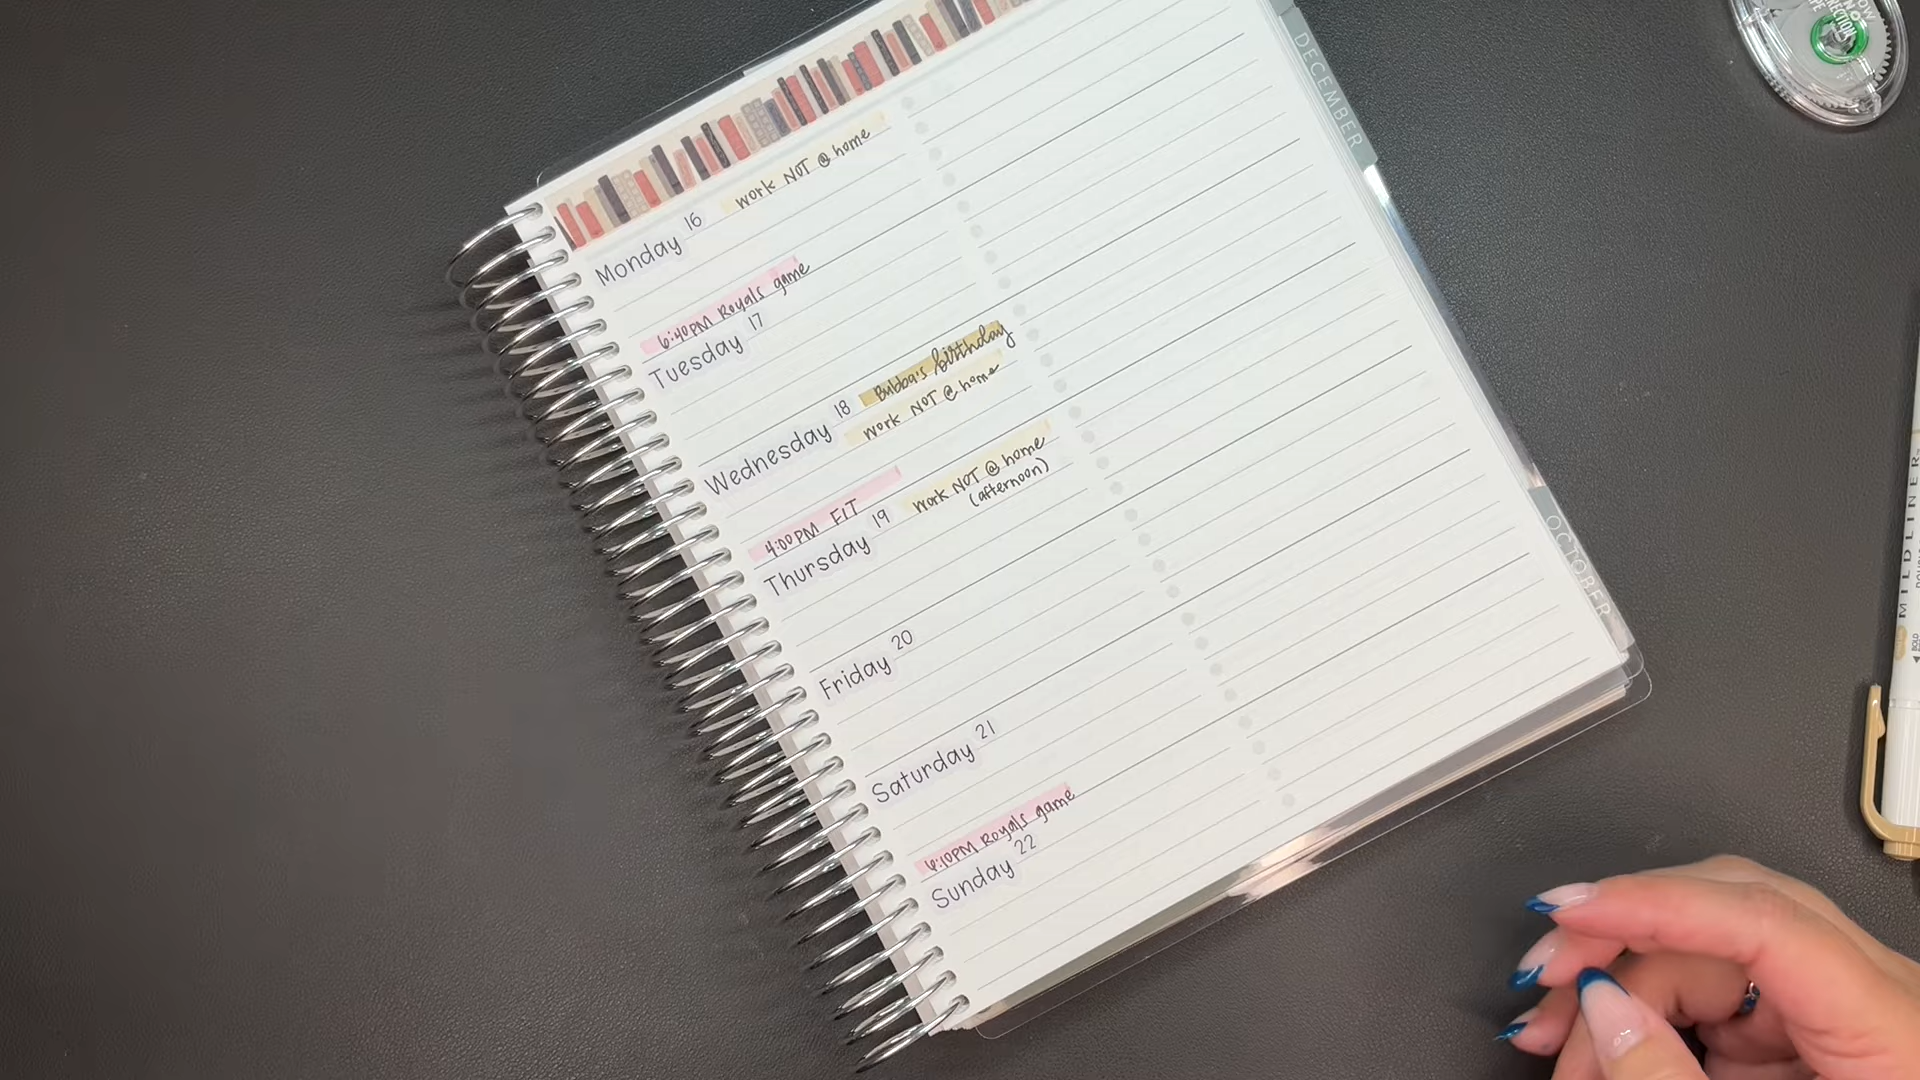 Monday 16 work NOT @ home
6:40PM Royals game
Tuesday 17
Wednesday 18 Bubba's birthday
work NOT @ home
4:00PM FIT
Thursday 19 work NOT @ home
(afternoon)
Friday 20
Saturday 21
6:10PM Royals game
Sunday 22
DECEMBER
OCTOBER
MILDLINER
BOLD